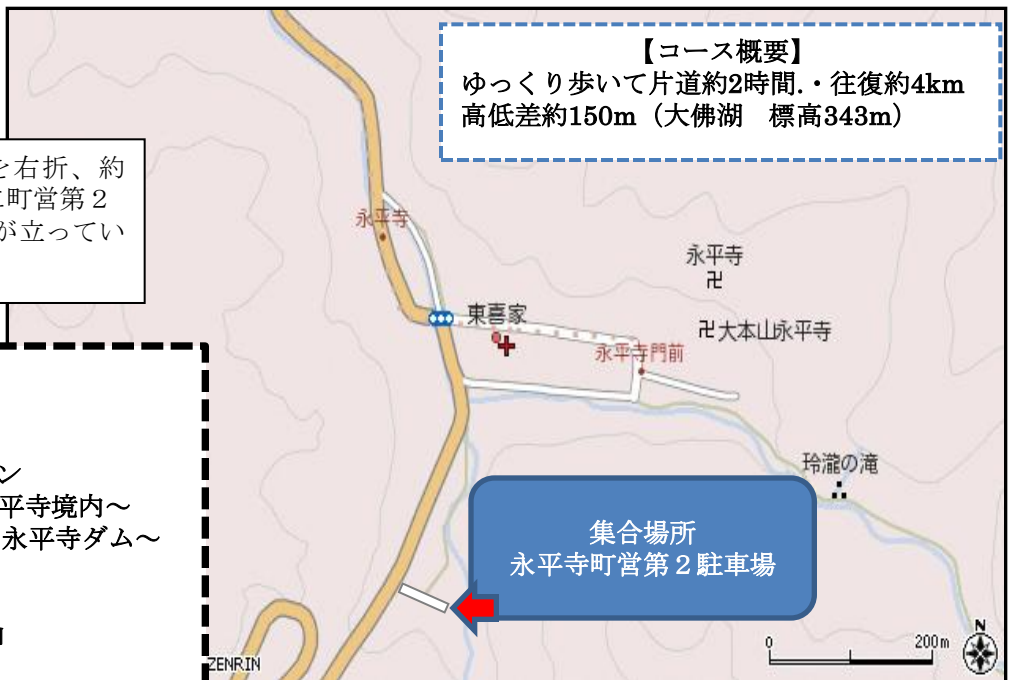 【コース概要】
ゆっくり歩いて片道約2時間.・往復約4km
高低差約150m（大佛湖　標高343m）
を右折、約
町営第２
が立ってい
永平寺
永平寺
卍
東喜家
卍大本山永平寺
永平寺門前
玲瓏の滝
ン
平寺境内～
永平寺ダム～
集合場所
永平寺町営第２駐車場
ZENRIN
0 200m
N